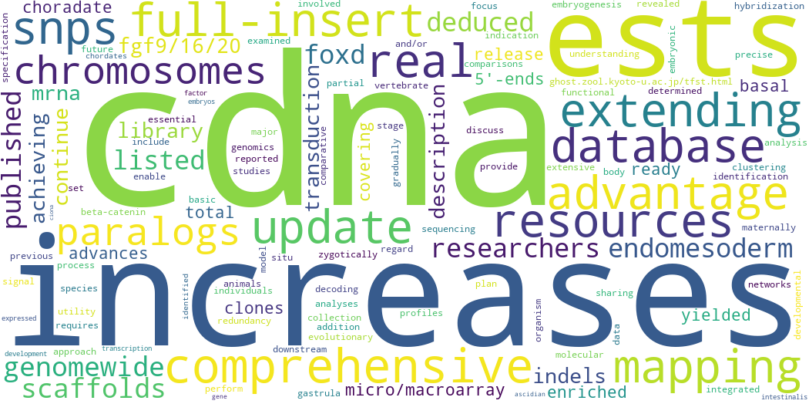 choradate
full-insert
deduced
ests
involved
embryogenesis
revealed
hybridization
snps
fgf9/16/20
foxd
real
future
examined
and/or
release
indication
focus
understanding
embryonic
precise
specification
chordates
chromosomes
cdna
partial
vertebrate
comparisons
5'-ends
ghost.zool.kyoto-u.ac.jp/tfst.html
functional
determined
basal
mrna
factor
embryos
transduction
comparative
extending
published
achieving
continue
essential
library
listed
include
enable
major
genomics
reported
studies
covering
stage
gradually
description
discuss
provide
database
maternally
analysis
extensive
body
ready
clustering
identification
set
basic
beta-catenin
total
advantage
paralogs
update
resources
sequencing
previous
advances
zygotically
situ
regard
researchers
endomesoderm
increases
signal
process
species
utility
requires
identified
clones
animals
individuals
redundancy
model
decoding
analyses
collection
addition
evolutionary
profiles
organism
plan
sharing
data
networks
yielded
molecular
developmental
expressed
ciona
development
transcription
approach
genomewide
scaffolds
perform
gene
comprehensive
downstream
gastrula
micro/macroarray
ascidian
indels
enriched
mapping
integrated
intestinalis